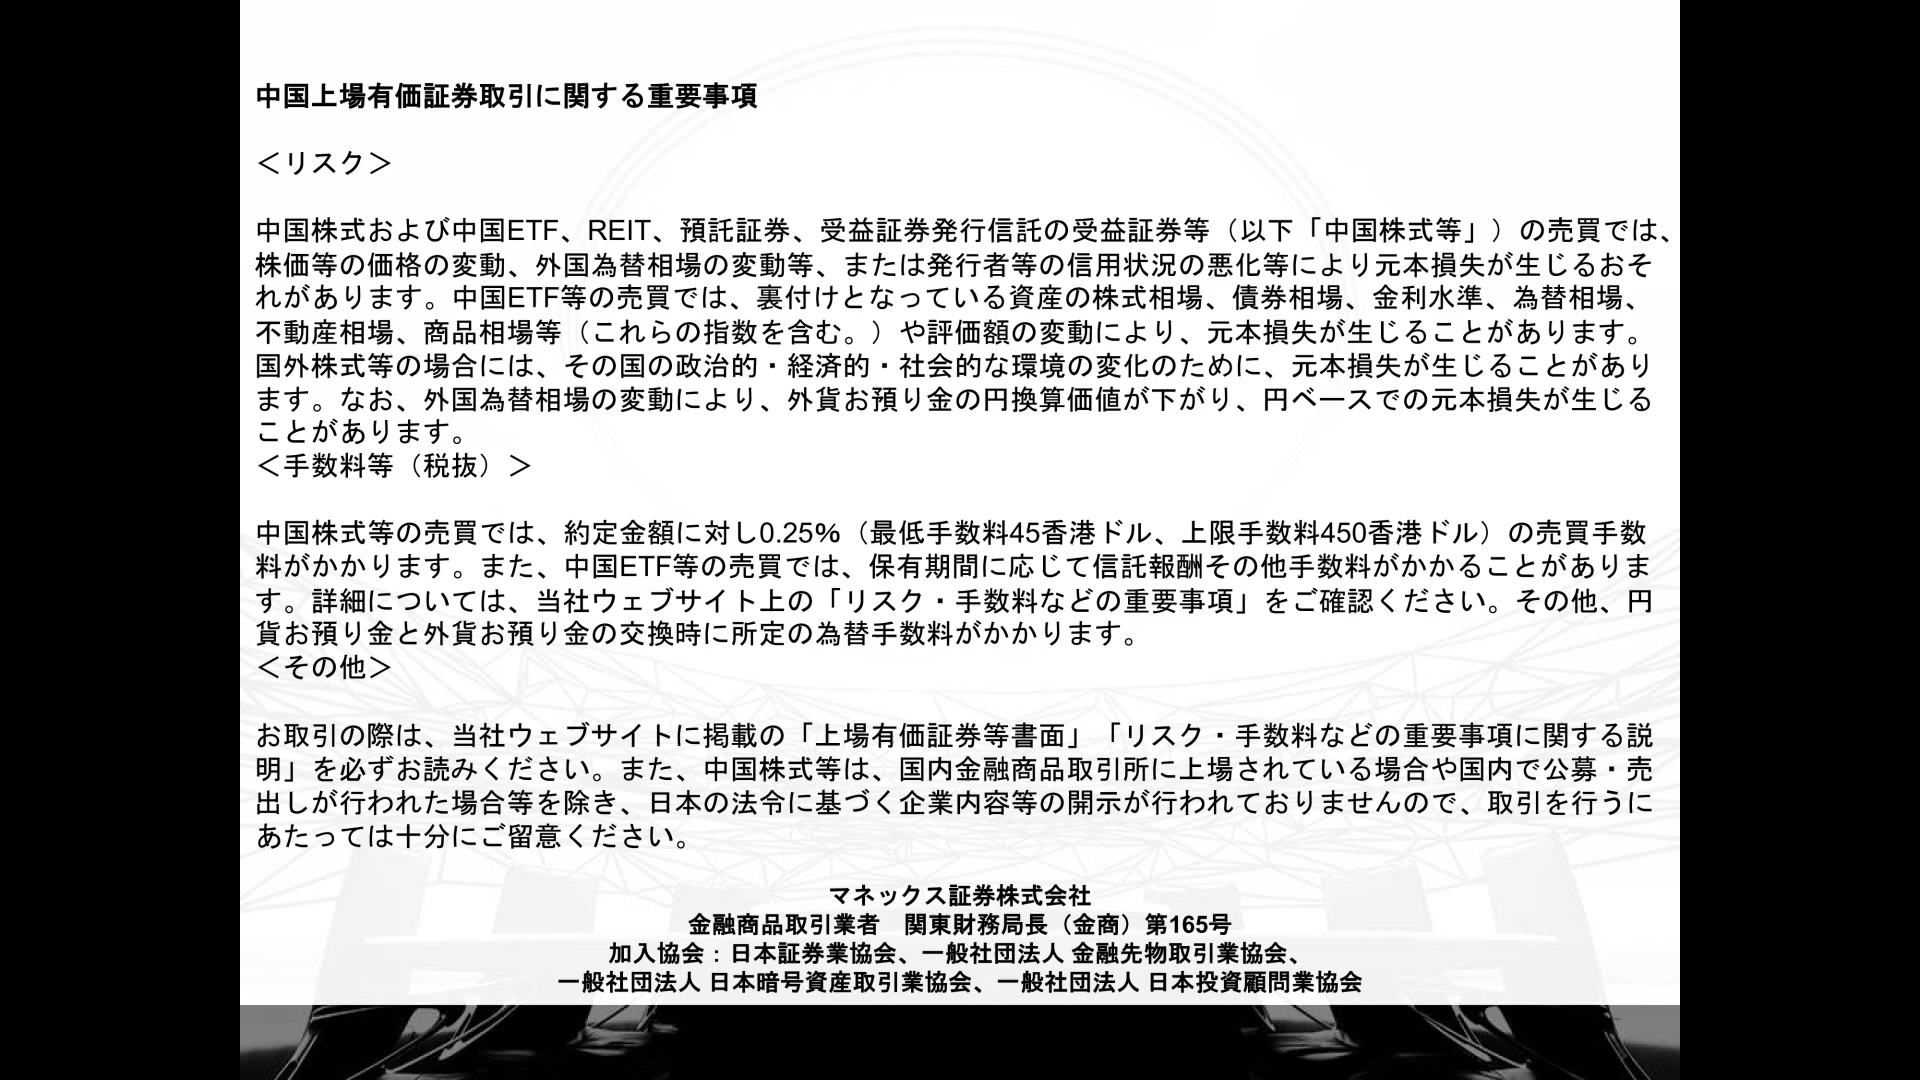 中国上場有価証券取引に関する重要事項
＜リスク＞
中国株式および中国ETF、REIT、預託証券、受益証券発行信託の受益証券等（以下「中国株式等」）の売買では、
株価等の価格の変動、外国為替相場の変動等、または発行者等の信用状況の悪化等により元本損失が生じるおそ
れがあります。中国ETF等の売買では、裏付けとなっている資産の株式相場、債券相場、金利水準、為替相場、
不動産相場、商品相場等（これらの指数を含む。）や評価額の変動により、元本損失が生じることがあります。
国外株式等の場合には、その国の政治的・経済的・社会的な環境の変化のために、元本損失が生じることがあり
ます。なお、外国為替相場の変動により、外貨お預り金の円換算価値が下がり、円ベースでの元本損失が生じる
ことがあります。
＜手数料等（税抜）＞
中国株式等の売買では、約定金額に対し0.25%（最低手数料45香港ドル、上限手数料450香港ドル）の売買手数
料がかかります。また、中国ETF等の売買では、保有期間に応じて信託報酬その他手数料がかかることがありま
す。詳細については、当社ウェブサイト上の「リスク・手数料などの重要事項」をご確認ください。その他、円
貨お預り金と外貨お預り金の交換時に所定の為替手数料がかかります。
＜その他＞
お取引の際は、当社ウェブサイトに掲載の「上場有価証券等書面」「リスク・手数料などの重要事項に関する説
明」を必ずお読みください。また、中国株式等は、国内金融商品取引所に上場されている場合や国内で公募・売
出しが行われた場合等を除き、日本の法令に基づく企業内容等の開示が行われておりませんので、取引を行うに
あたっては十分にご留意ください。
マネックス証券株式会社
金融商品取引業者　関東財務局長（金商）第165号
加入協会：日本証券業協会、一般社団法人 金融先物取引業協会、
一般社団法人 日本暗号資産取引業協会、一般社団法人 日本投資顧問業協会